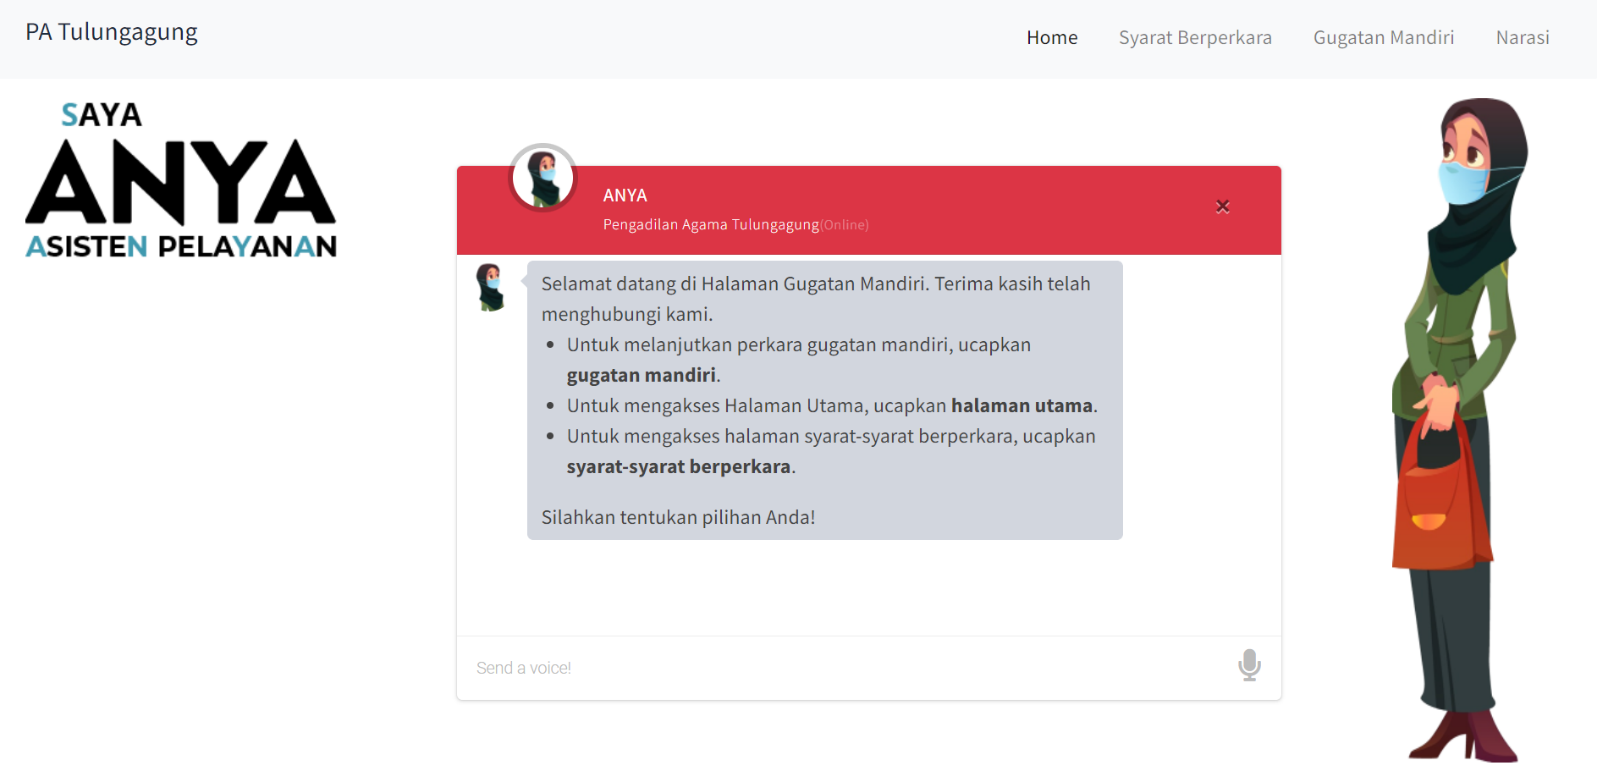 PA Tulungagung
Home Syarat Berperkara Gugatan Mandiri Narasi
SAYA
ANYA
ASISTEN PELAYANAN
ANYA
Pengadilan Agama Tulungagung(Online)
Selamat datang di Halaman Gugatan Mandiri. Terima kasih telah
menghubungi kami.
• Untuk melanjutkan perkara gugatan mandiri, ucapkan
gugatan mandiri.
• Untuk mengakses Halaman Utama, ucapkan halaman utama.
• Untuk mengakses halaman syarat-syarat berperkara, ucapkan
syarat-syarat berperkara.
Silahkan tentukan pilihan Anda!
Send a voice!